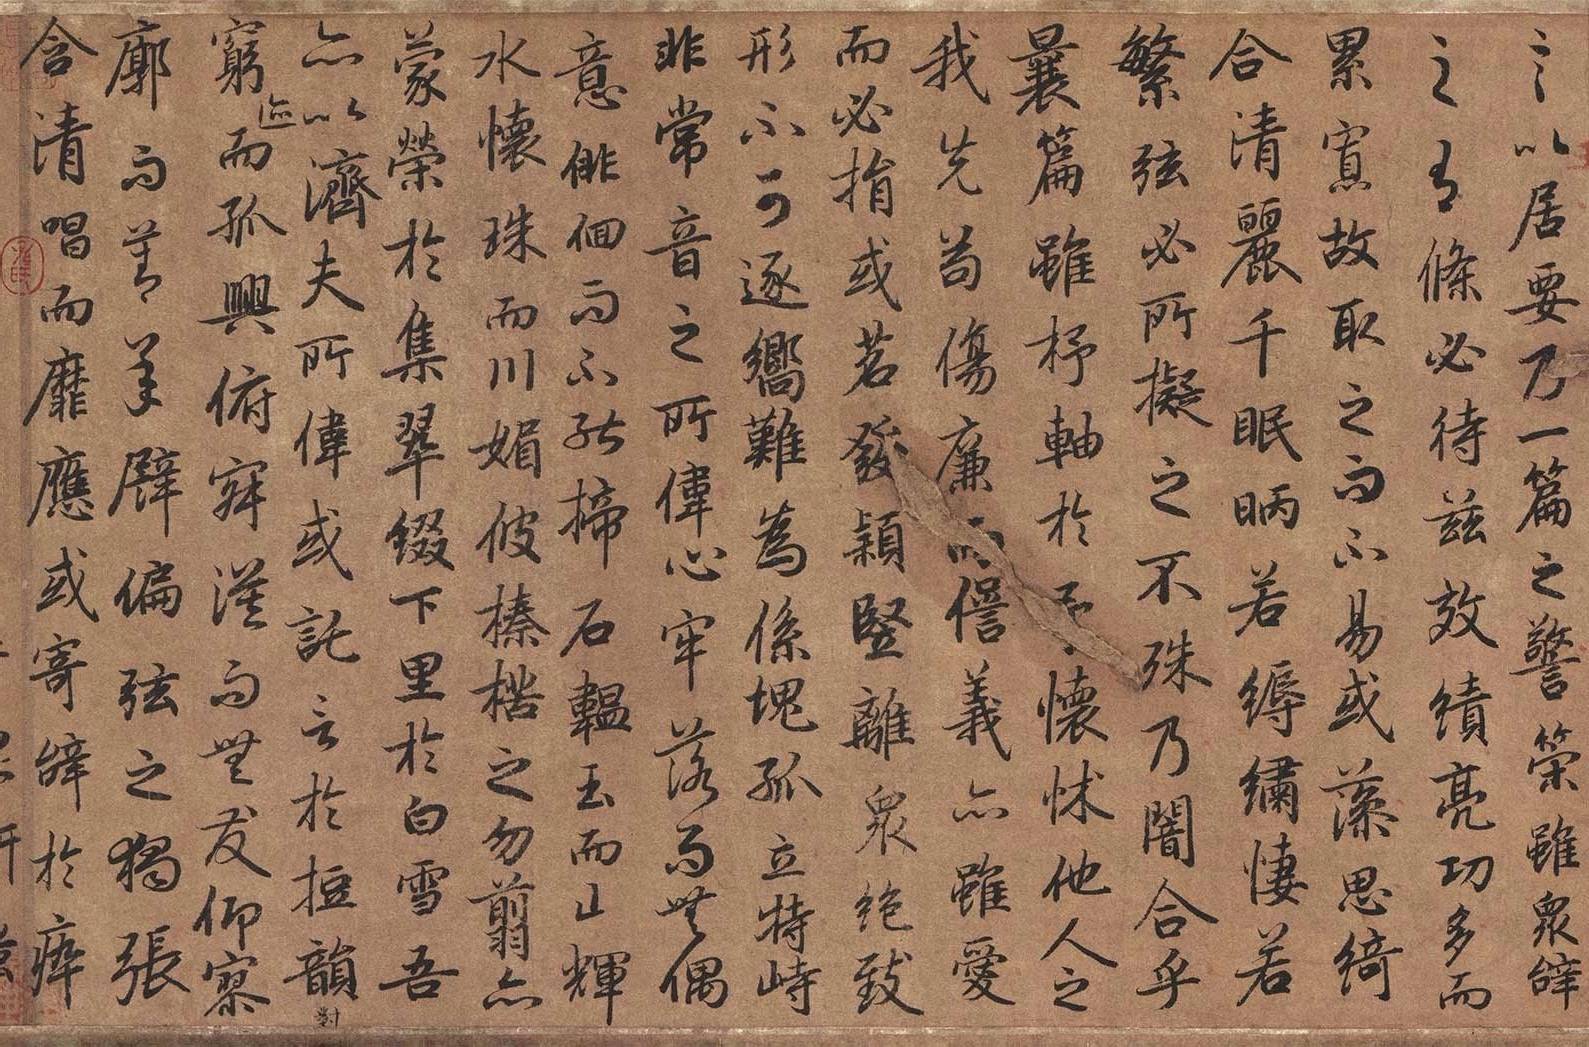 言以居要乃一篇之警策雖衆辭
之有條必待茲效績亮功多而
累寡故取之而不易或藻思綺
合清麗千眠昞若縟繡悽若
繁弦必所擬之不殊乃闇合乎
曩篇雖杼軸於予懷怵他人之
我先苟傷廉而愆義亦雖愛
而必捐或苕發穎竪離衆絶致
形不可逐嚮難為係塊孤立特峙
非常音之所偉心牢落而無偶
意俳佪而不能揥石韞玉而山輝
水懷珠而川媚彼榛楛之勿翦亦
蒙榮於集翠綴下里於白雪吾
亦以濟夫所偉或託言於短韻對
窮迹而孤興俯寂漠而無友仰寥
廓而莫承譬偏弦之獨張
含清唱而靡應或寄辭於瘁